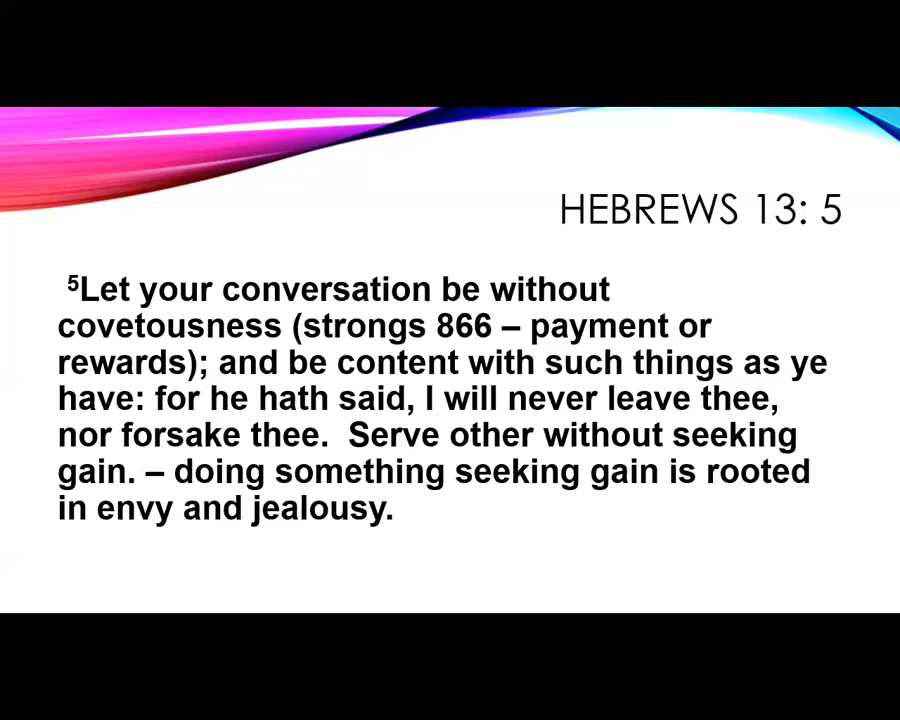 HEBREWS 13: 5
⁵Let your conversation be without
covetousness (strongs 866 – payment or
rewards); and be content with such things as ye
have: for he hath said, I will never leave thee,
nor forsake thee.  Serve other without seeking
gain. – doing something seeking gain is rooted
in envy and jealousy.